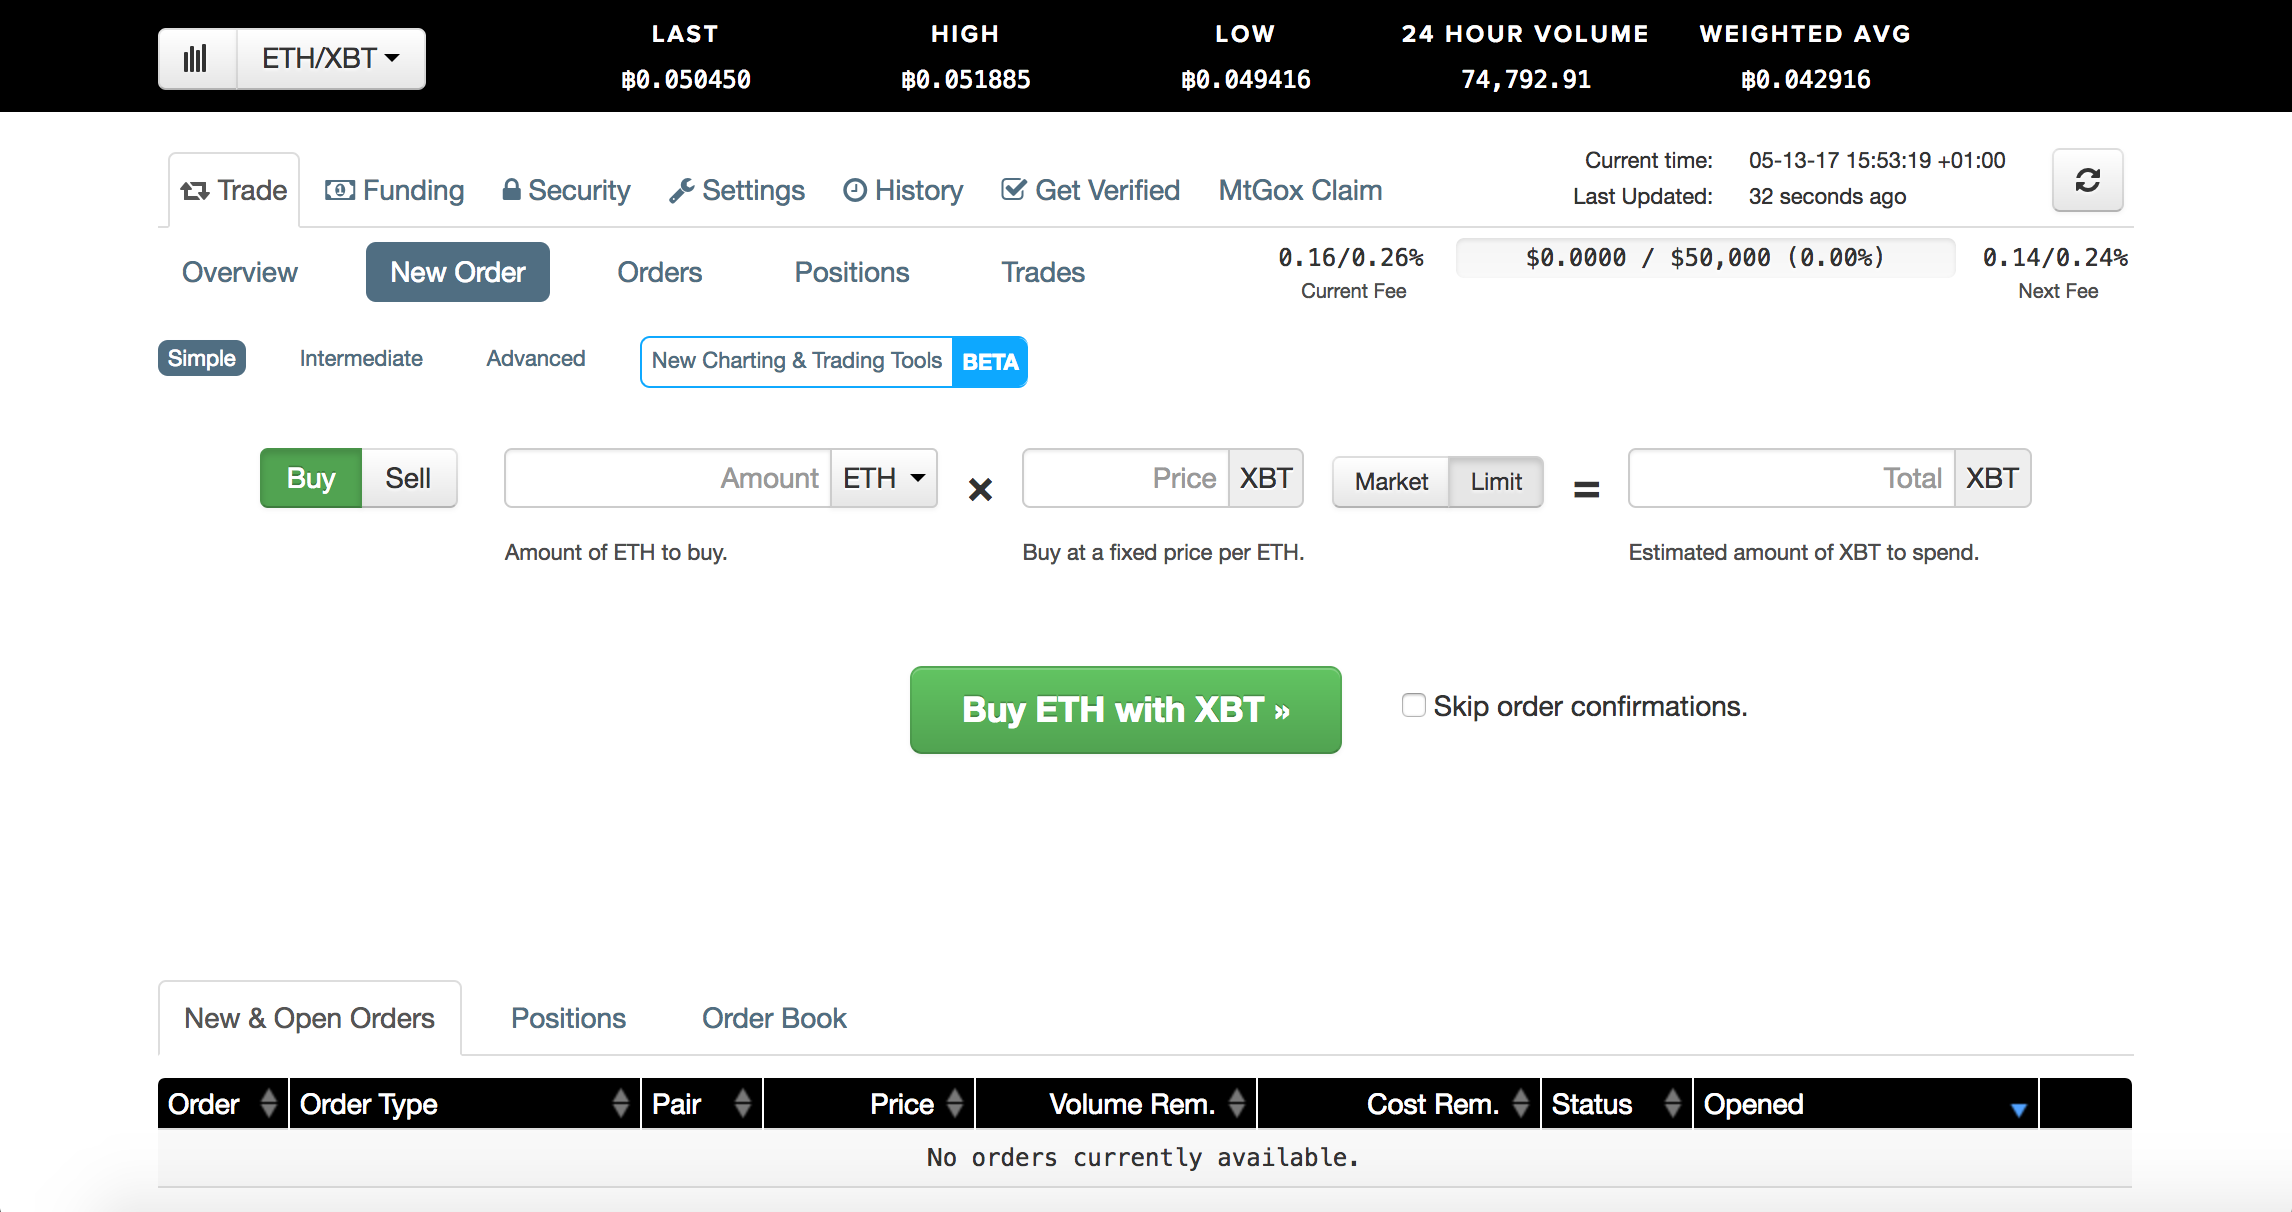 ETH/XBT
LAST HIGH LOW 24 HOUR VOLUME WEIGHTED AVG
฿0.050450 ฿0.051885 ฿0.049416 74,792.91 ฿0.042916
Trade Funding Security Settings History Get Verified MtGox Claim
Current time: 05-13-17 15:53:19 +01:00
Last Updated: 32 seconds ago
Overview New Order Orders Positions Trades
0.16/0.26% $0.0000 / $50,000 (0.00%) 0.14/0.24%
Current Fee Next Fee
Simple Intermediate Advanced New Charting & Trading Tools BETA
Buy Sell Amount ETH × Price XBT Market Limit = Total XBT
Amount of ETH to buy. Buy at a fixed price per ETH. Estimated amount of XBT to spend.
Buy ETH with XBT » Skip order confirmations.
New & Open Orders Positions Order Book
Order Order Type Pair Price Volume Rem. Cost Rem. Status Opened
No orders currently available.